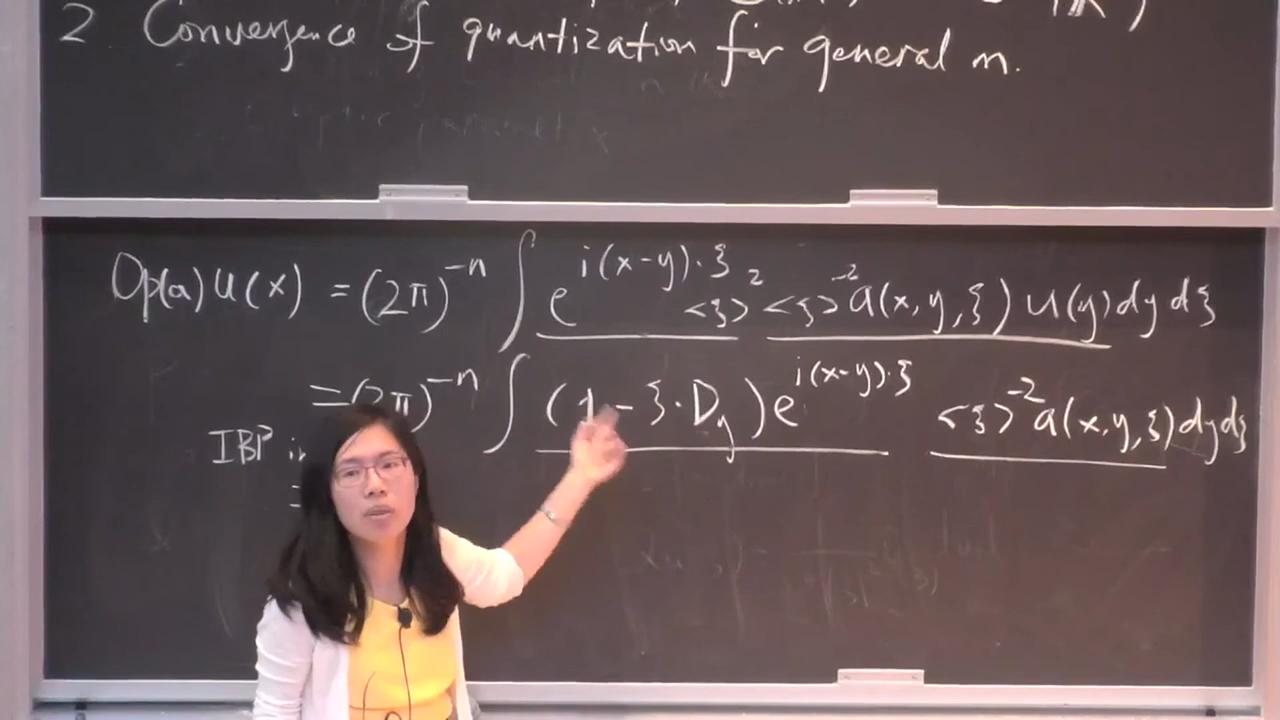 2 Convergence of quantization for general m.
Op(a)u(x) = (2π)^{-n} ∫ e^{i(x-y)·ξ} <ξ>^2 <ξ>^{-2} a(x,y,ξ) u(y) dy dξ
= (2π)^{-n} ∫ (1 - ξ·D_y) e^{i(x-y)·ξ} <ξ>^{-2} a(x,y,ξ) dy dξ
IBP
=